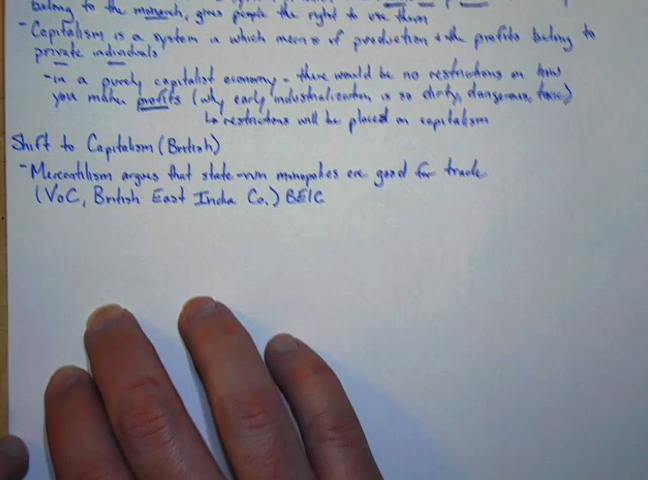 belong to the monarch, gives people the right to use them
- Capitalism is a system in which means of production + the profits belong to
private individuals
- in a purely capitalist economy - there would be no restrictions on how
you make profits (why early industrialization is so dirty, dangerous, toxic)
↳ restrictions will be placed on capitalism
Shift to Capitalism (British)
- Mercantilism argues that state-run monopolies are good for trade
(VOC, British East India Co.) BEIC